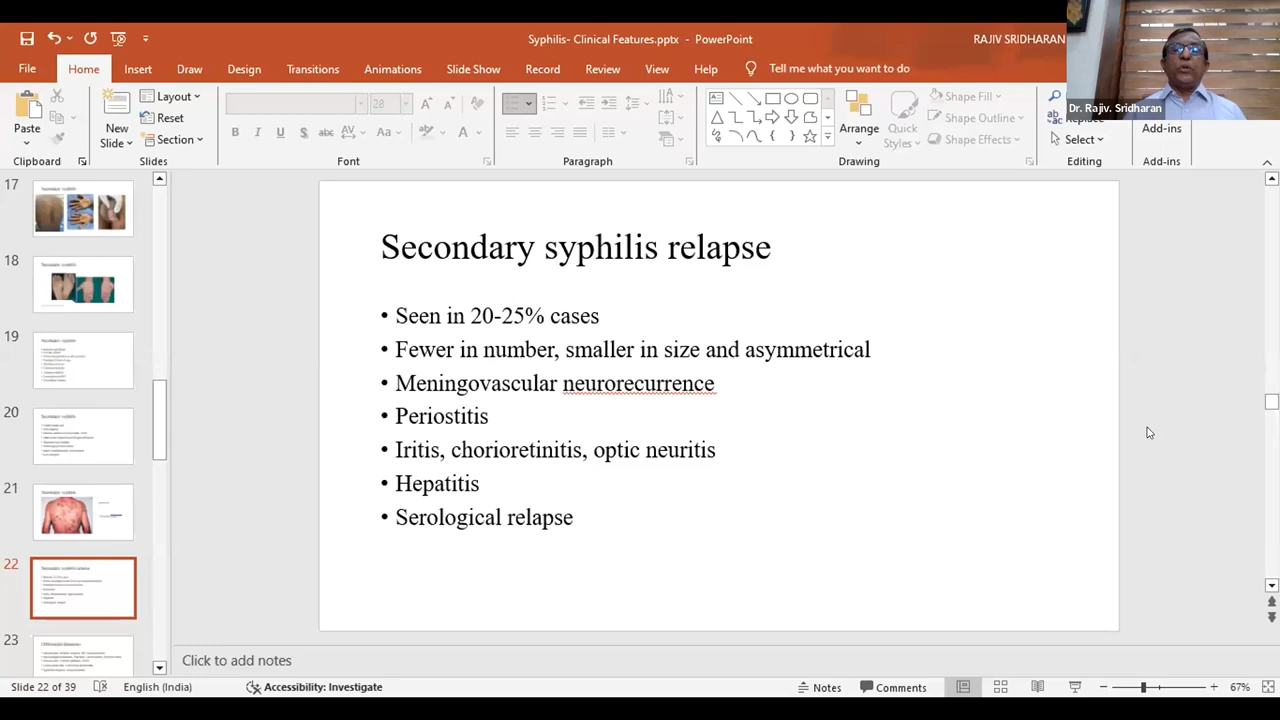 Syphilis- Clinical Features.pptx - PowerPoint
RAJIV SRIDHARAN
File Home Insert Draw Design Transitions Animations Slide Show Record Review View Help Tell me what you want to do
Dr. Rajiv. Sridharan
Paste
New Slide
Layout
Reset
Section
28
B I U S abc AV Aa A
Arrange
Quick Styles
Shape Fill
Shape Outline
Shape Effects
Replace
Select
Add-ins
Clipboard Slides Font Paragraph Drawing Editing Add-ins
17
18
19
20
21
22
23
Secondary syphilis relapse
• Seen in 20-25% cases
• Fewer in number, smaller in size and asymmetrical
• Meningovascular neurorecurrence
• Periostitis
• Iritis, chorioretinitis, optic neuritis
• Hepatitis
• Serological relapse
Click to add notes
Slide 22 of 39 English (India) Accessibility: Investigate Notes Comments 67%